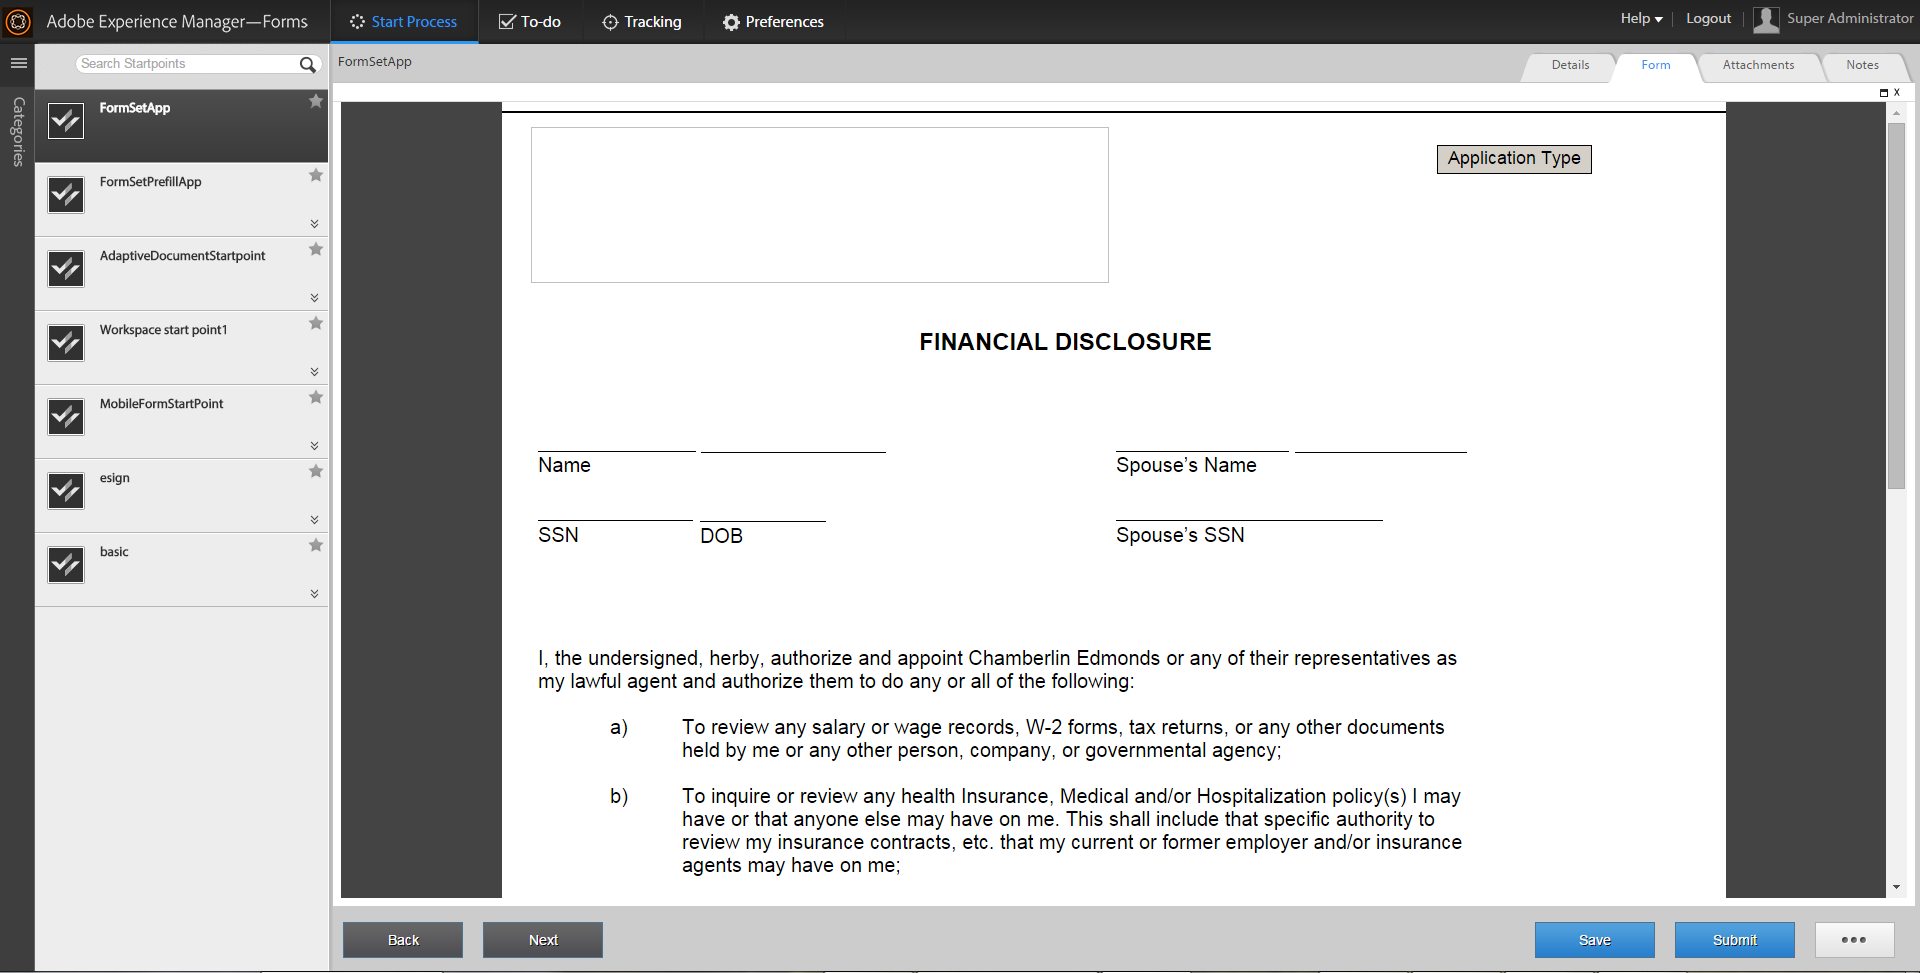 Adobe Experience Manager—Forms
Start Process
To-do
Tracking
Preferences
Help
Logout
Super Administrator
Search Startpoints
Categories
FormSetApp
FormSetPrefillApp
AdaptiveDocumentStartpoint
Workspace start point1
MobileFormStartPoint
esign
basic
FormSetApp
Details
Form
Attachments
Notes
X
Application Type
FINANCIAL DISCLOSURE
Name
Spouse's Name
SSN
DOB
Spouse's SSN
I, the undersigned, herby, authorize and appoint Chamberlin Edmonds or any of their representatives as
my lawful agent and authorize them to do any or all of the following:
a) To review any salary or wage records, W-2 forms, tax returns, or any other documents
held by me or any other person, company, or governmental agency;
b) To inquire or review any health Insurance, Medical and/or Hospitalization policy(s) I may
have or that anyone else may have on me. This shall include that specific authority to
review my insurance contracts, etc. that my current or former employer and/or insurance
agents may have on me;
Back
Next
Save
Submit
•••